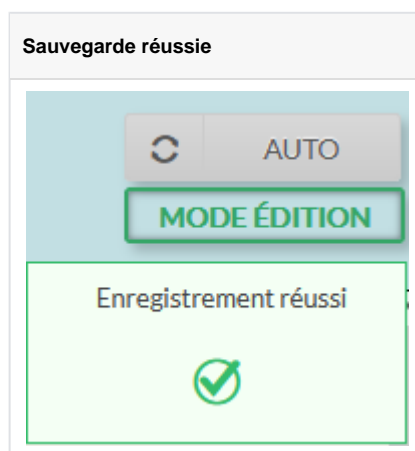 Sauvegarde réussie
AUTO
MODE ÉDITION
Enregistrement réussi